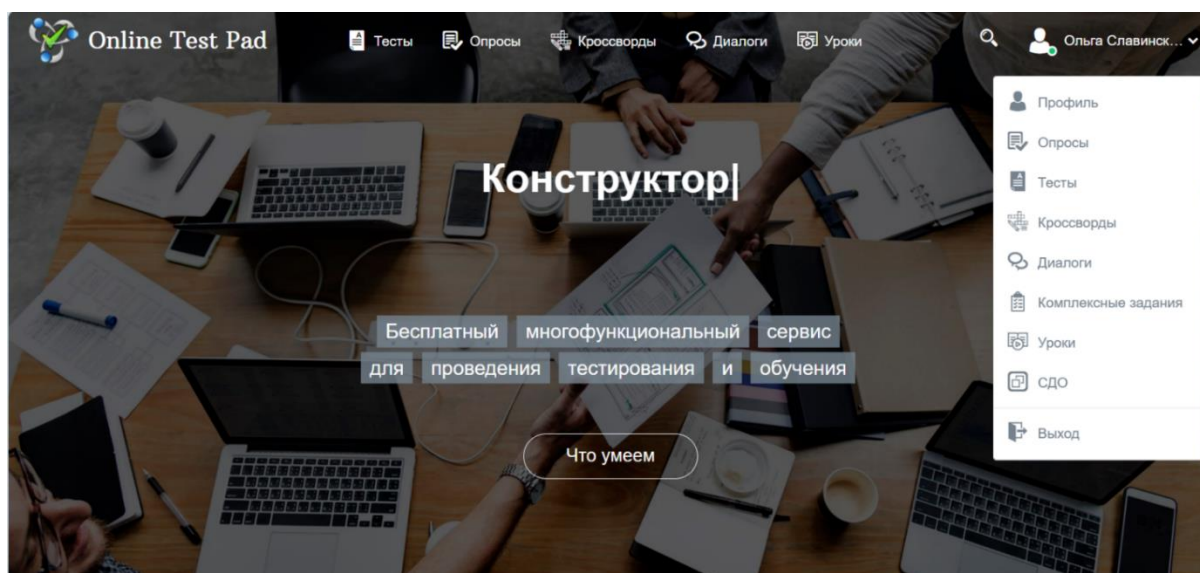 Online Test Pad Тесты Опросы Кроссворды Диалоги Уроки Ольга Славинск...
Профиль
Опросы
Тесты
Кроссворды
Диалоги
Комплексные задания
Уроки
СДО
Выход
Конструктор|
Бесплатный многофункциональный сервис
для проведения тестирования и обучения
Что умеем